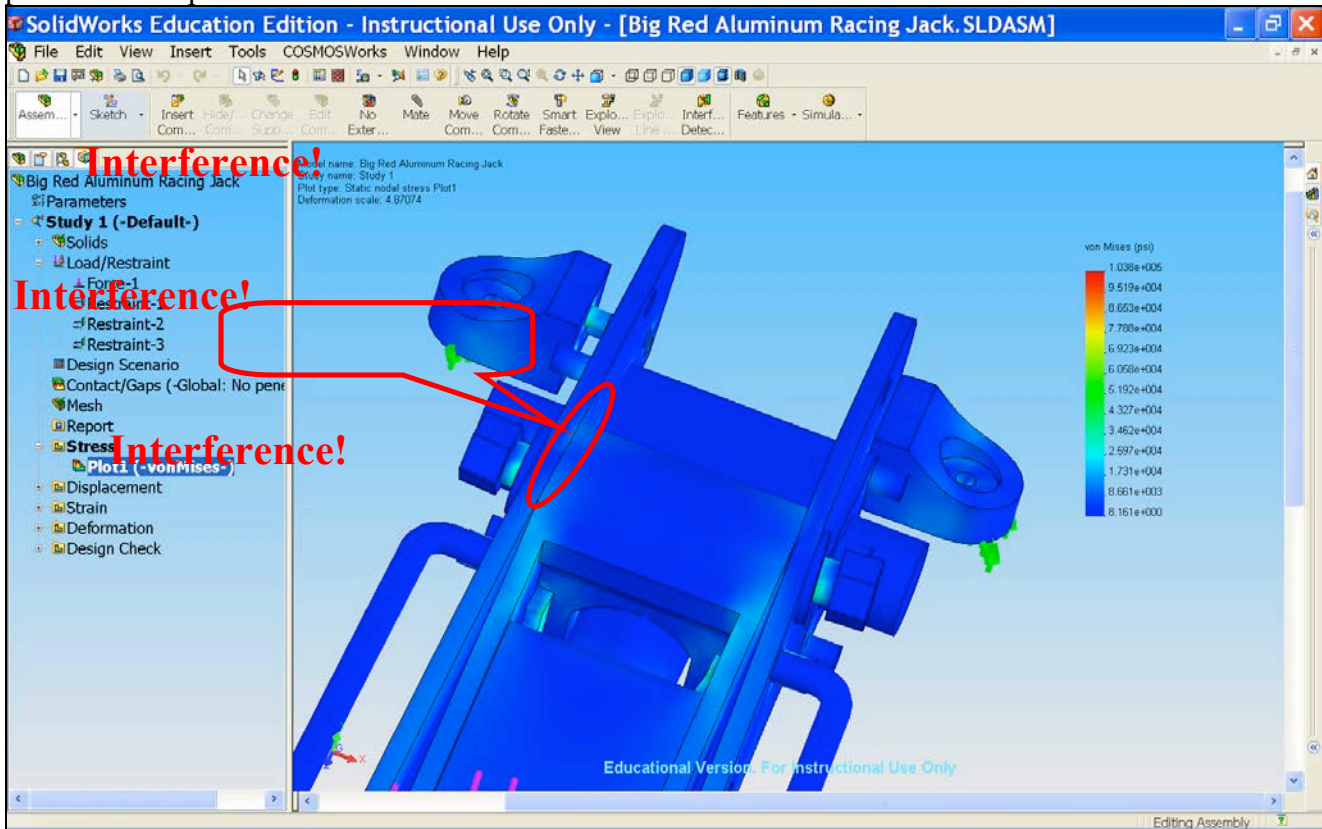 SolidWorks Education Edition - Instructional Use Only - [Big Red Aluminum Racing Jack.SLDASM]
File Edit View Insert Tools COSMOSWorks Window Help
Assem... Sketch Insert Com... Hide/... Com... Change Supp... Edit Com... No Exter... Mate Move Com... Rotate Com... Smart Faste... Explo... View Explo... Line ... Interf... Detec... Features Simula...
Interference!
Big Red Aluminum Racing Jack
Parameters
Study 1 (-Default-)
Solids
Load/Restraint
Force-1
Interference!
Restraint-2
Restraint-3
Design Scenario
Contact/Gaps (-Global: No pene
Mesh
Report
Stress
Interference!
Plot1 (-vonMises-)
Displacement
Strain
Deformation
Design Check
Model name: Big Red Aluminum Racing Jack
Study name: Study 1
Plot type: Static nodal stress Plot1
Deformation scale: 4.87074
von Mises (psi)
1.038e+005
9.519e+004
8.653e+004
7.788e+004
6.923e+004
6.058e+004
5.192e+004
4.327e+004
3.462e+004
2.597e+004
1.731e+004
8.661e+003
8.161e+000
X
Educational Version. For Instructional Use Only
Editing Assembly